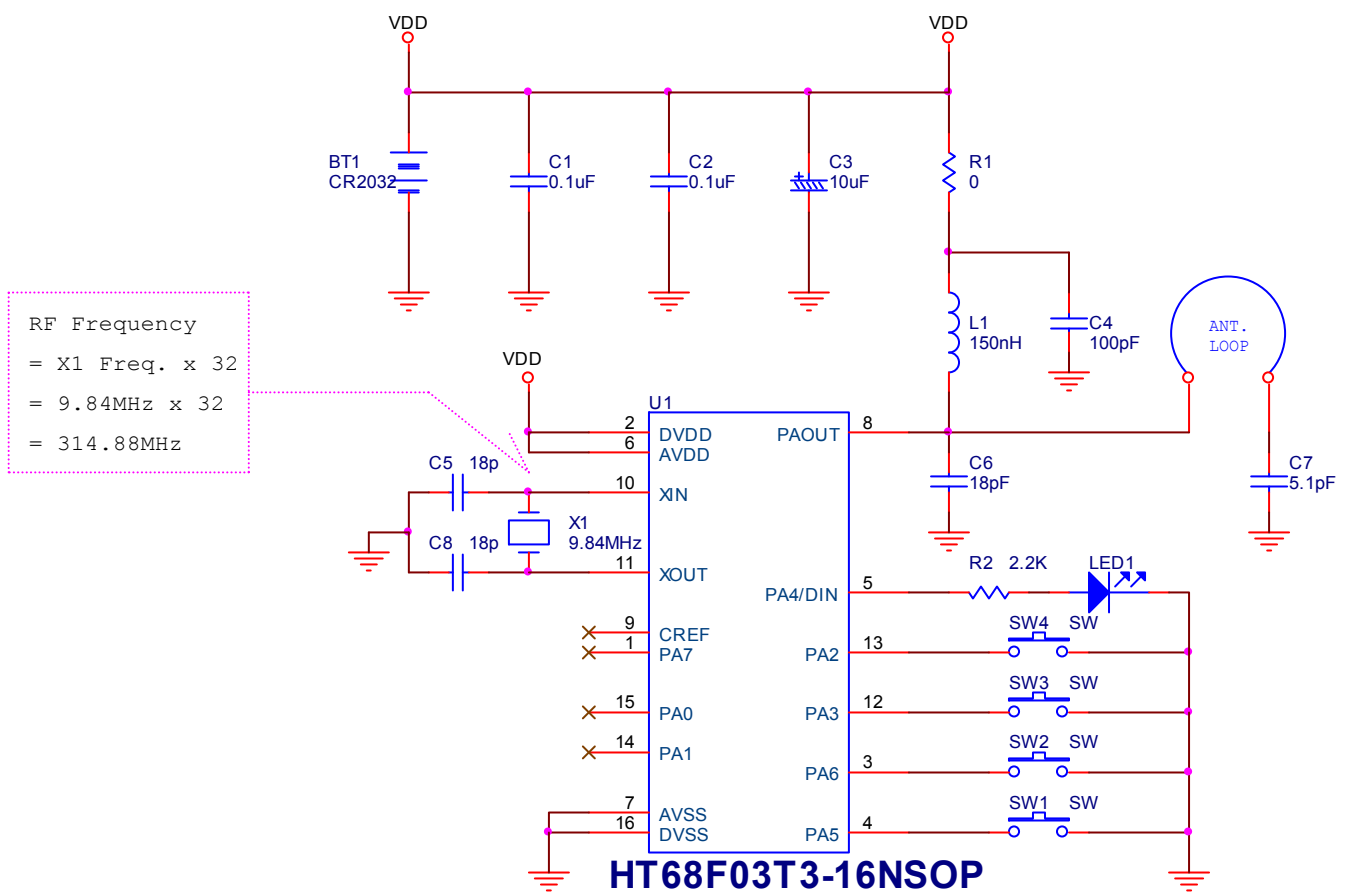 VDD
VDD
BT1
CR2032
C1
0.1uF
C2
0.1uF
C3
10uF
R1
0
RF Frequency
= X1 Freq. x 32
= 9.84MHz x 32
= 314.88MHz
L1
150nH
C4
100pF
ANT.
LOOP
VDD
U1
2
DVDD
6
AVDD
PAOUT
8
C5 18p
10
XIN
X1
9.84MHz
C8 18p
11
XOUT
C6
18pF
C7
5.1pF
9
CREF
1
PA7
15
PA0
14
PA1
7
AVSS
16
DVSS
PA4/DIN
5
R2 2.2K
LED1
PA2
13
SW4 SW
PA3
12
SW3 SW
PA6
3
SW2 SW
PA5
4
SW1 SW
HT68F03T3-16NSOP